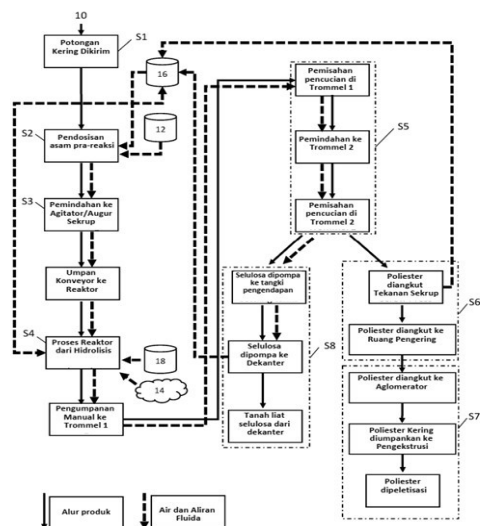 10
Potongan
Kering Dikirim
S1
16
12
S2
Pendosisan
asam pra-reaksi
S3
Pemindahan ke
Agitator/Augur
Sekrup
Umpan
Konveyor ke
Reaktor
S4
Proses Reaktor
dari Hidrolisis
18
14
Pengumpanan
Manual ke
Trommel 1
Pemisahan
pencucian di
Trommel 1
Pemindahan ke
Trommel 2
S5
Pemisahan
pencucian di
Trommel 2
Selulosa dipompa
ke tangki
pengendapan
Selulosa
dipompa ke
Dekanter
S8
Tanah liat
selulosa dari
dekanter
Poliester
diangkut
Tekanan Sekrup
S6
Poliester diangkut ke
Ruang Pengering
Poliester diangkut ke
Aglomerator
S7
Poliester Kering
diumpankan ke
Pengekstrusi
Poliester
dipeletisasi
Alur produk
Air dan Aliran
Fluida